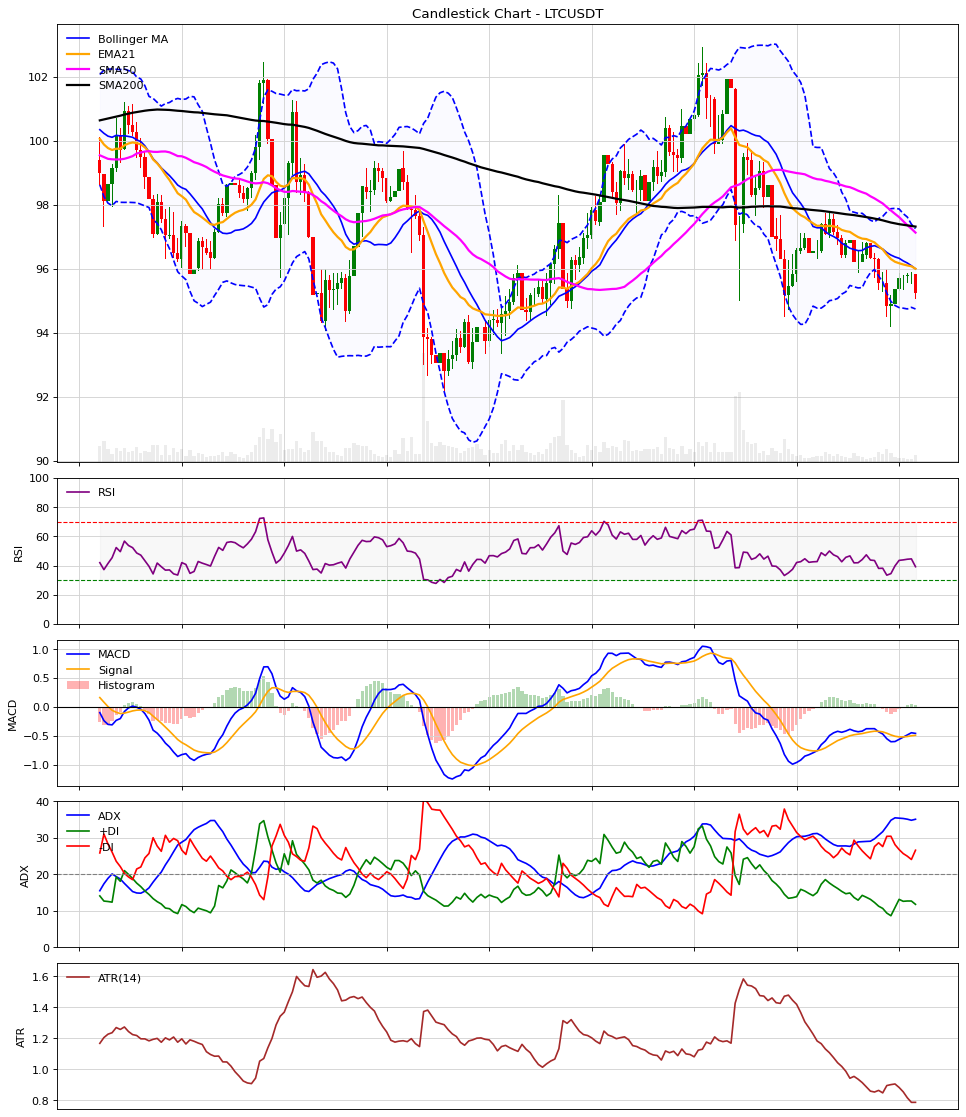 Candlestick Chart - LTCUSDT
Bollinger MA
EMA21
SMA50
SMA200
102
100
98
96
94
92
90
RSI
RSI
100
80
60
40
20
0
MACD
Signal
Histogram
MACD
1.0
0.5
0.0
−0.5
−1.0
ADX
+DI
-DI
ADX
40
30
20
10
0
ATR(14)
ATR
1.6
1.4
1.2
1.0
0.8